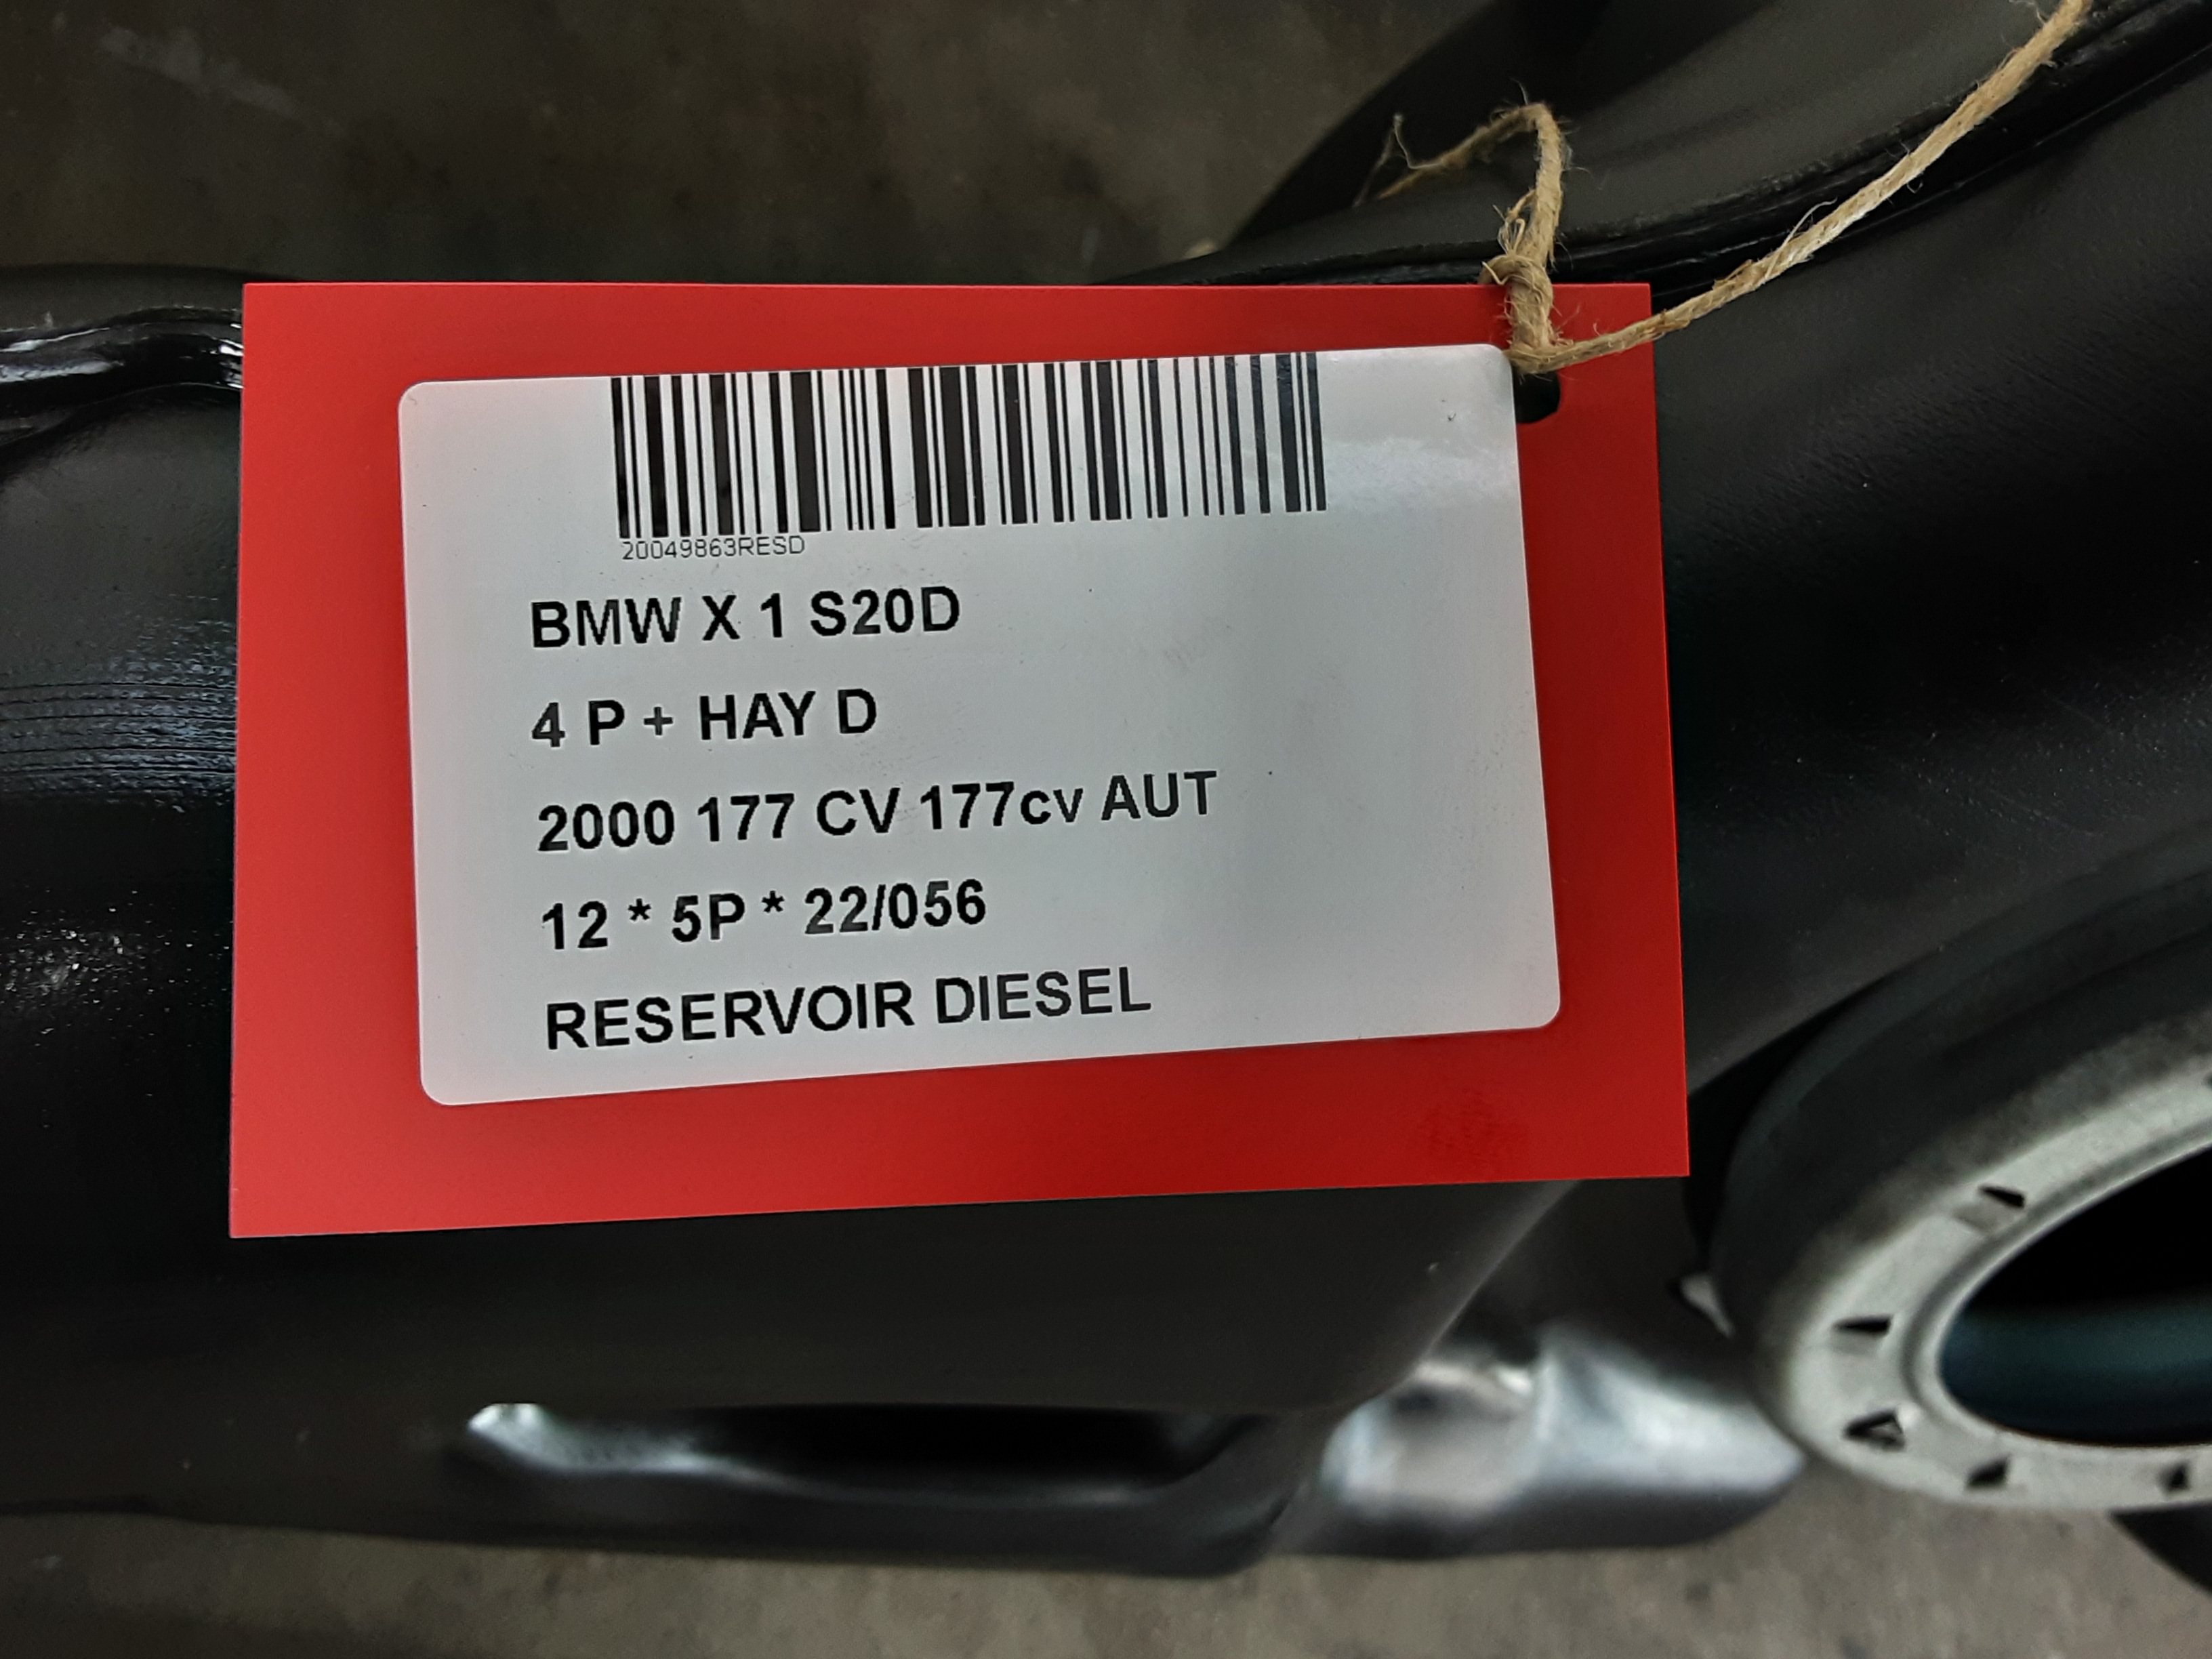 20049863RESD
BMW X 1 S20D
4 P + HAY D
2000 177 CV 177cv AUT
12 * 5P * 22/056
RESERVOIR DIESEL